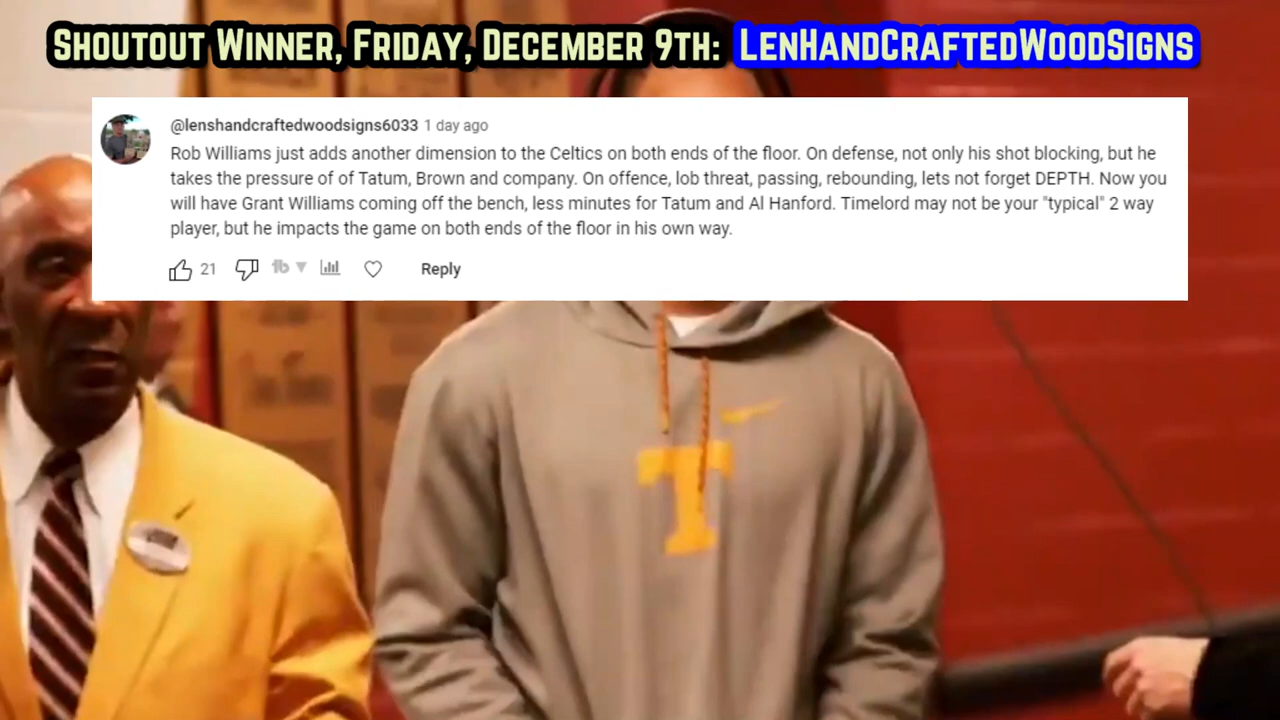 Shoutout Winner, Friday, December 9th: LenHandCraftedWoodSigns
@lenshandcraftedwoodsigns6033 1 day ago
Rob Williams just adds another dimension to the Celtics on both ends of the floor. On defense, not only his shot blocking, but he
takes the pressure of of Tatum, Brown and company. On offence, lob threat, passing, rebounding, lets not forget DEPTH. Now you
will have Grant Williams coming off the bench, less minutes for Tatum and Al Hanford. Timelord may not be your "typical" 2 way
player, but he impacts the game on both ends of the floor in his own way.
21 Reply
T